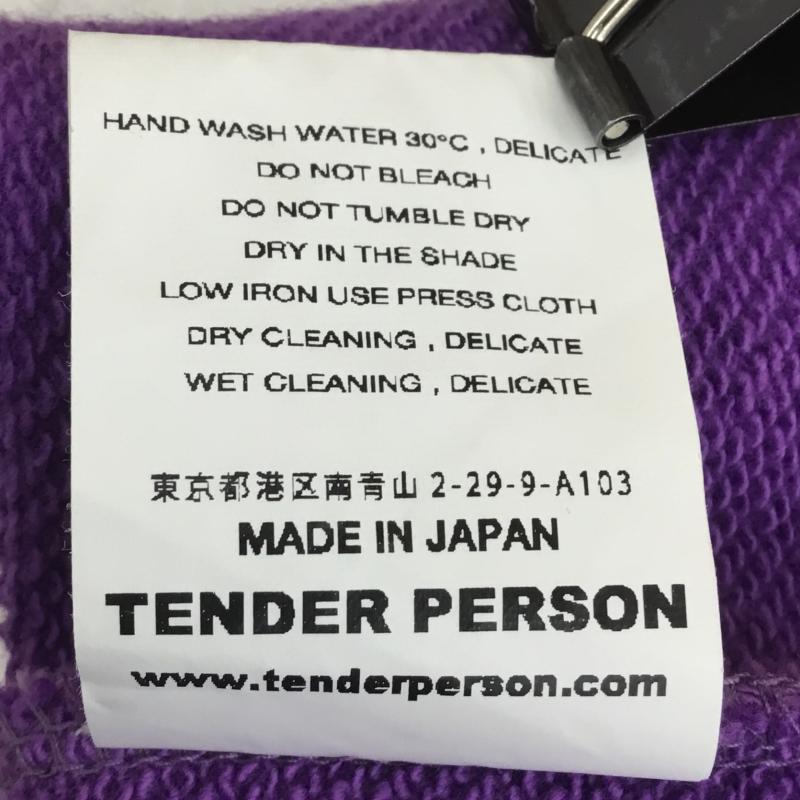 HAND WASH WATER 30°C , DELICATE
DO NOT BLEACH
DO NOT TUMBLE DRY
DRY IN THE SHADE
LOW IRON USE PRESS CLOTH
DRY CLEANING , DELICATE
WET CLEANING , DELICATE
東京都港区南青山 2-29-9-A103
MADE IN JAPAN
TENDER PERSON
www.tenderperson.com